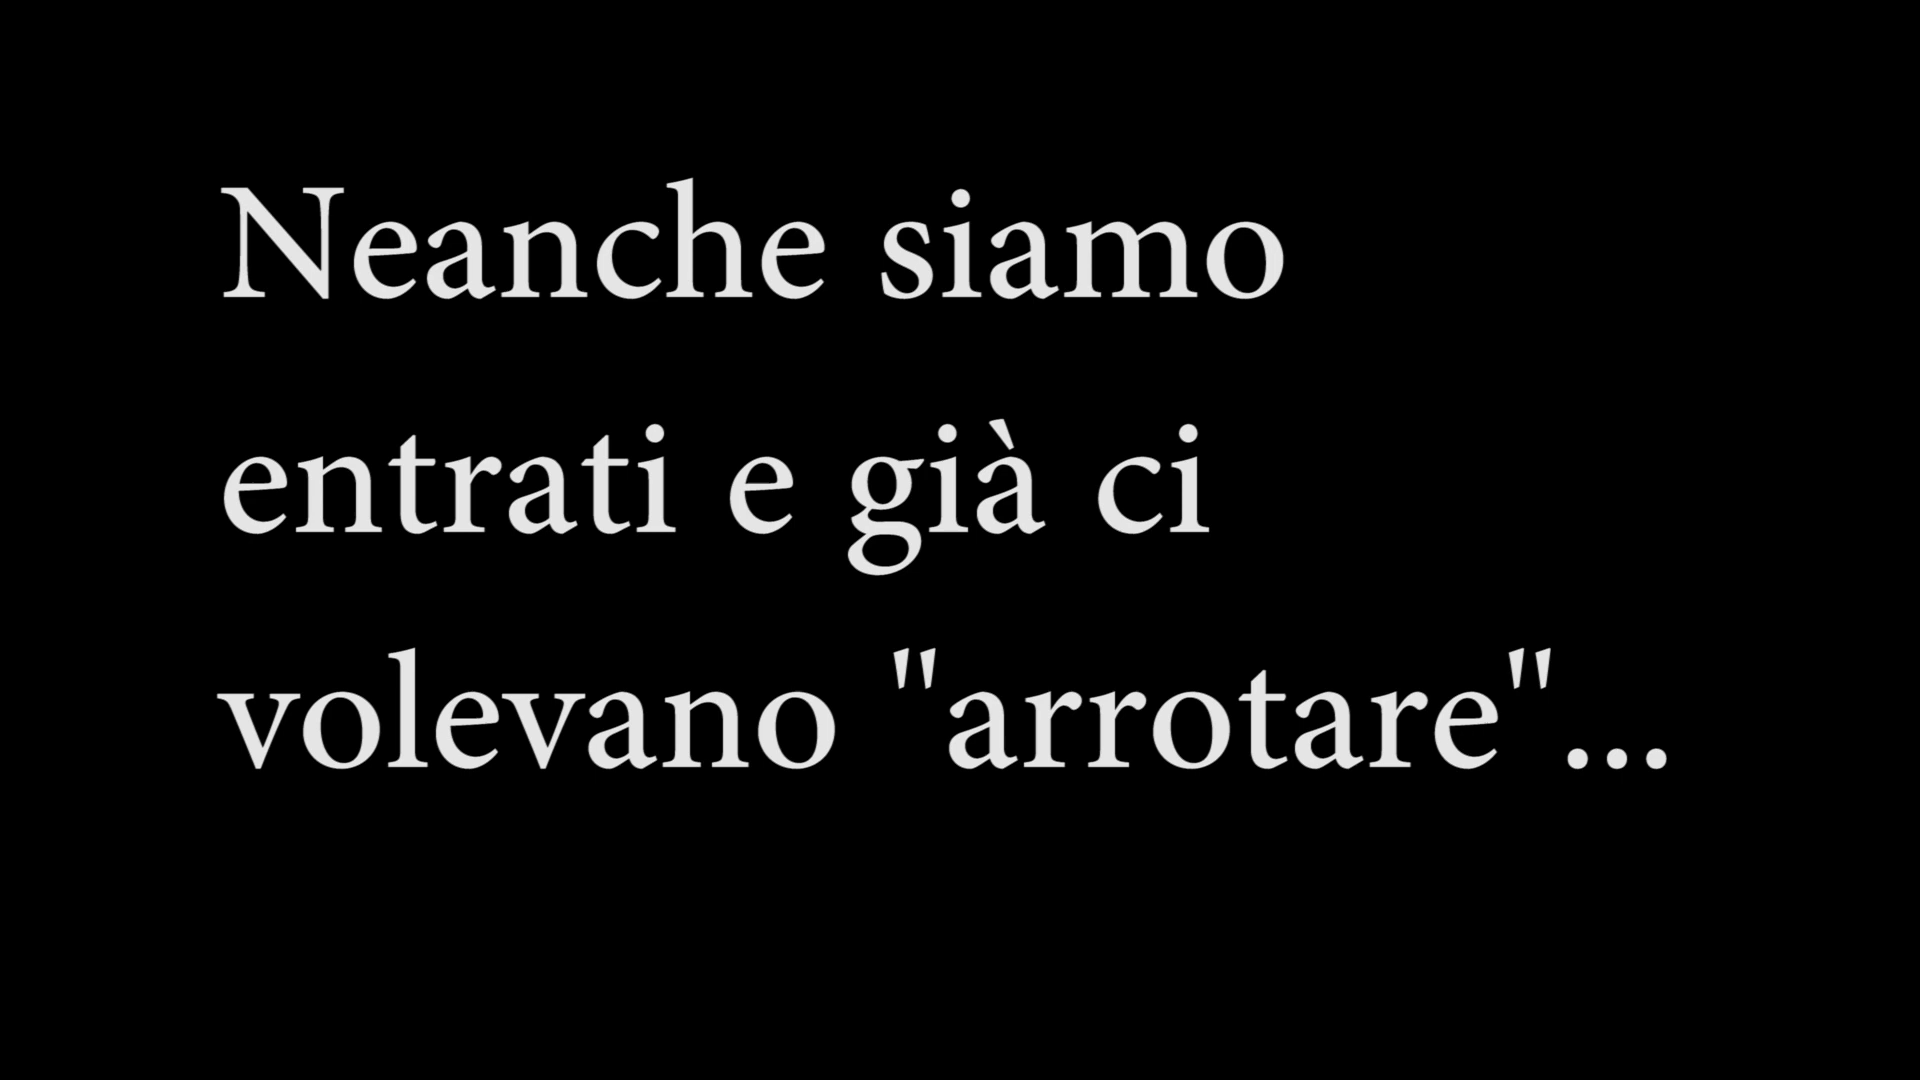 Neanche siamo
entrati e già ci
volevano "arrotare"...